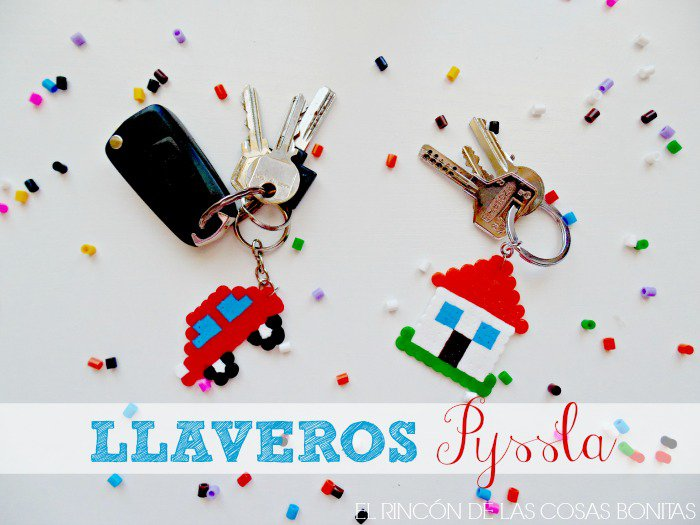 LLAVEROS Pyssla
EL RINCÓN DE LAS COSAS BONITAS